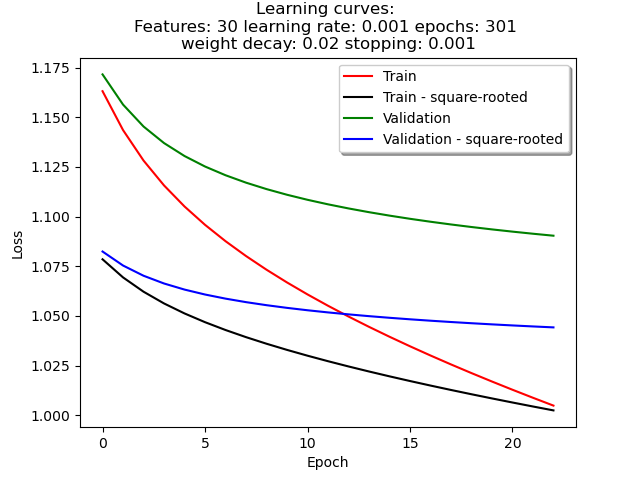 Learning curves:
Features: 30 learning rate: 0.001 epochs: 301
weight decay: 0.02 stopping: 0.001
Train
Train - square-rooted
Validation
Validation - square-rooted
1.175
1.150
1.125
1.100
1.075
1.050
1.025
1.000
Loss
0 5 10 15 20
Epoch